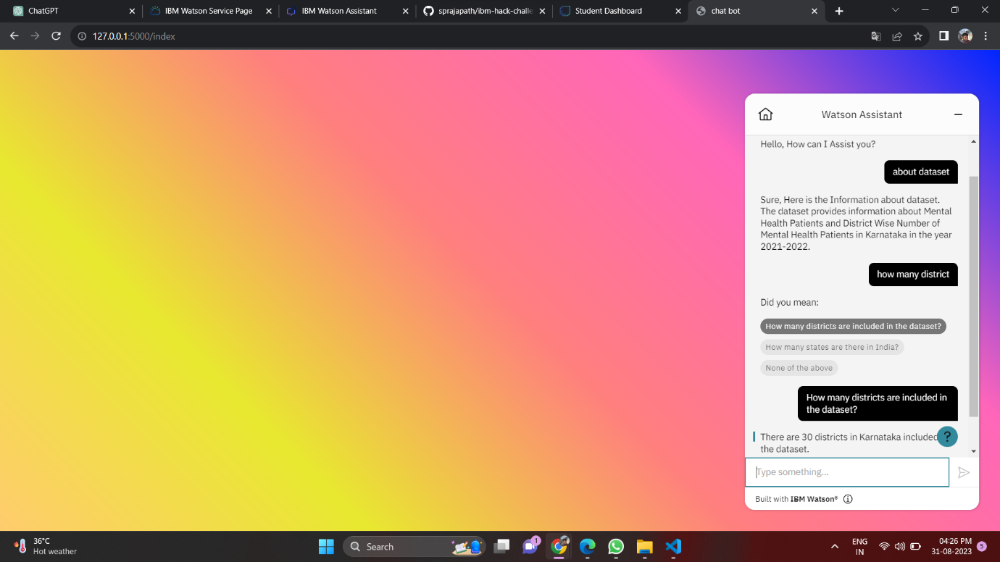 ChatGPT
IBM Watson Service Page
IBM Watson Assistant
sprajapath/ibm-hack-challe
Student Dashboard
chat bot
127.0.0.1:5000/index
Watson Assistant
Hello, How can I Assist you?
about dataset
Sure, Here is the Information about dataset.
The dataset provides information about Mental
Health Patients and District Wise Number of
Mental Health Patients in Karnataka in the year
2021-2022.
how many district
Did you mean:
How many districts are included in the dataset?
How many states are there in India?
None of the above
How many districts are included in
the dataset?
There are 30 districts in Karnataka included
?
the dataset.
Type something...
Built with IBM Watson®
36°C
Hot weather
Search
1
ENG
IN
04:26 PM
31-08-2023
5